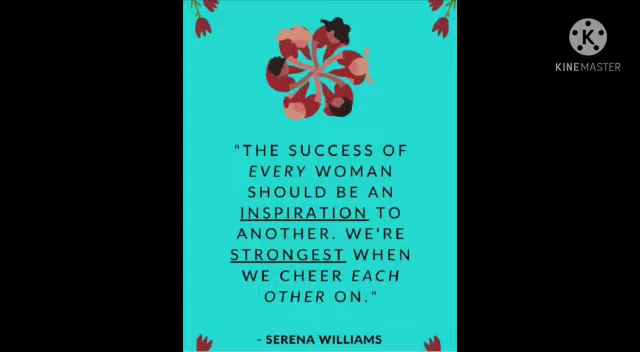 "THE SUCCESS OF
EVERY WOMAN
SHOULD BE AN
INSPIRATION TO
ANOTHER. WE'RE
STRONGEST WHEN
WE CHEER EACH
OTHER ON."
- SERENA WILLIAMS
K
KINEMASTER